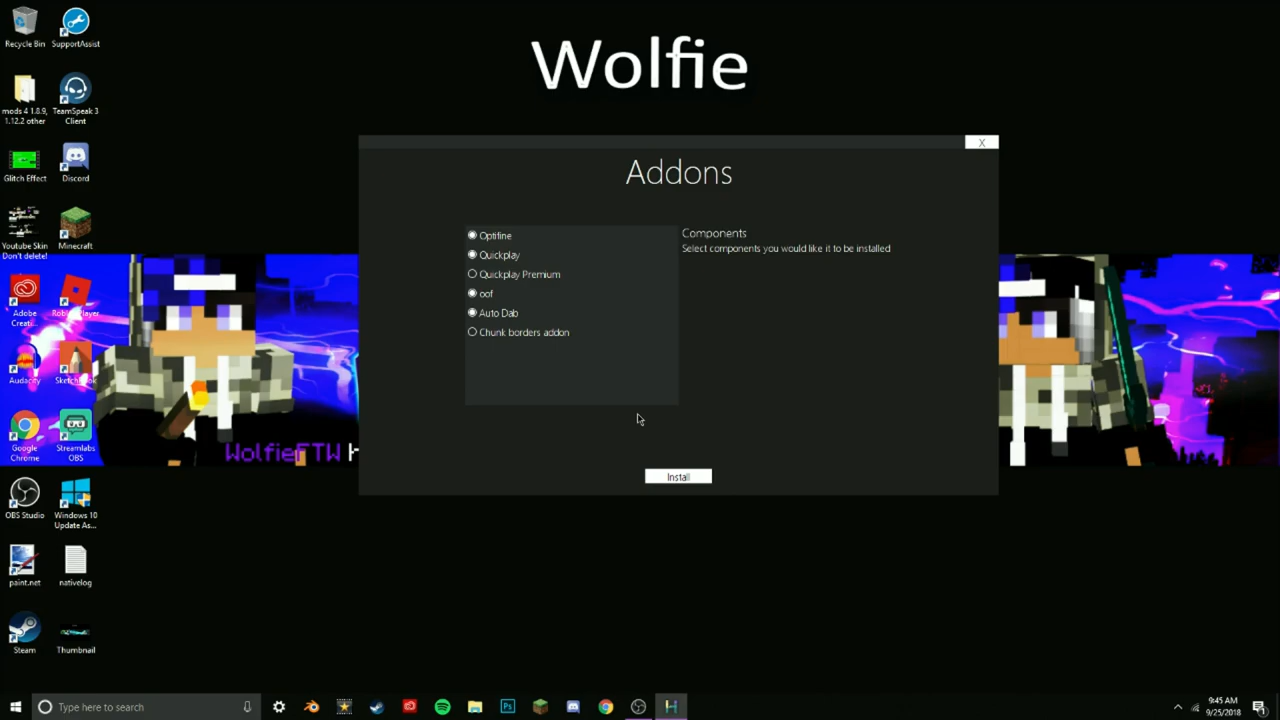 Wolfie
Recycle Bin
SupportAssist
mods 4 1.8.9,
1.12.2 other
TeamSpeak 3
Client
Glitch Effect
Discord
Youtube Skin
Don't delete!
Minecraft
Adobe
Creati...
Audacity
Google
Chrome
Streamlabs
OBS
OBS Studio
Windows 10
Update As...
paint.net
nativelog
Steam
Thumbnail
WolfieFTW
X
Addons
Optifine
Quickplay
Quickplay Premium
oof
Auto Dab
Chunk borders addon
Components
Select components you would like it to be installed
Install
Type here to search
Ps
H
9:45 AM
9/25/2018
1